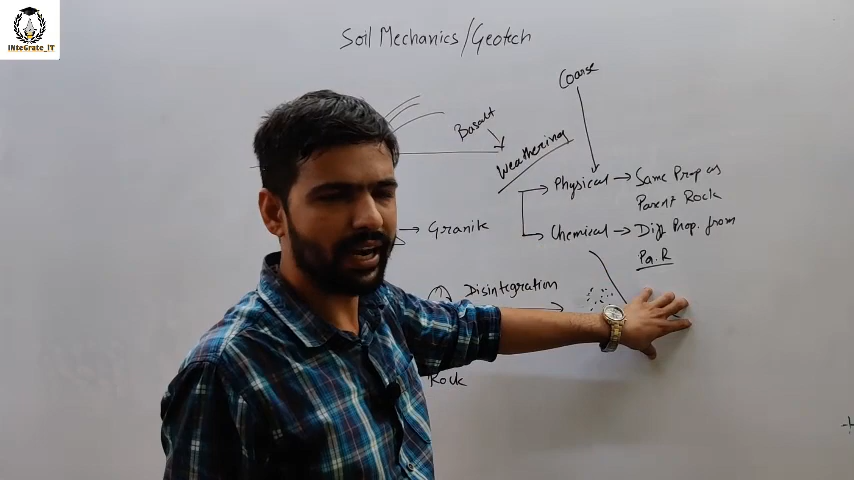 INteGrate_IT
Soil Mechanics/Geotech
Coarse
Basalt
Weathering
Physical → Same Prop as
Parent Rock
Granite
Chemical → Diff Prop. from
Pa.R
Disintegration
Rock